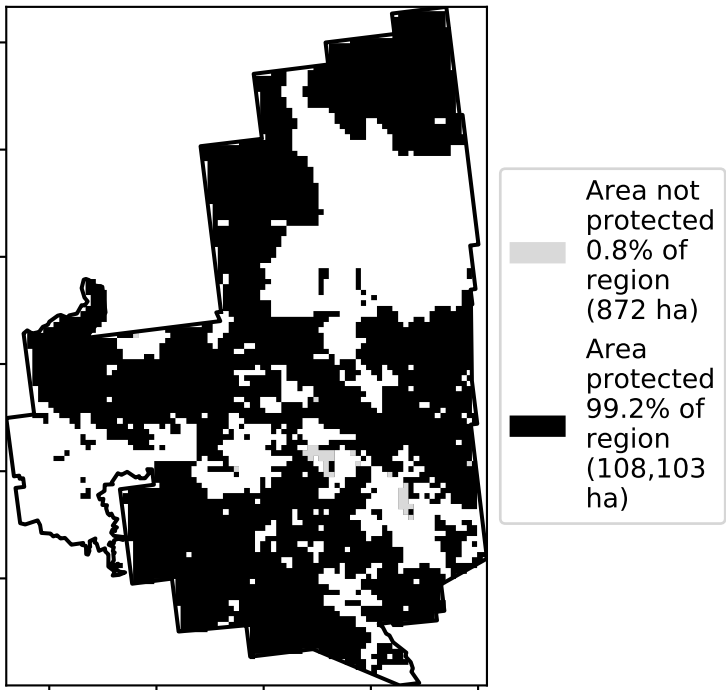 Area not
protected
0.8% of
region
(872 ha)
Area
protected
99.2% of
region
(108,103
ha)